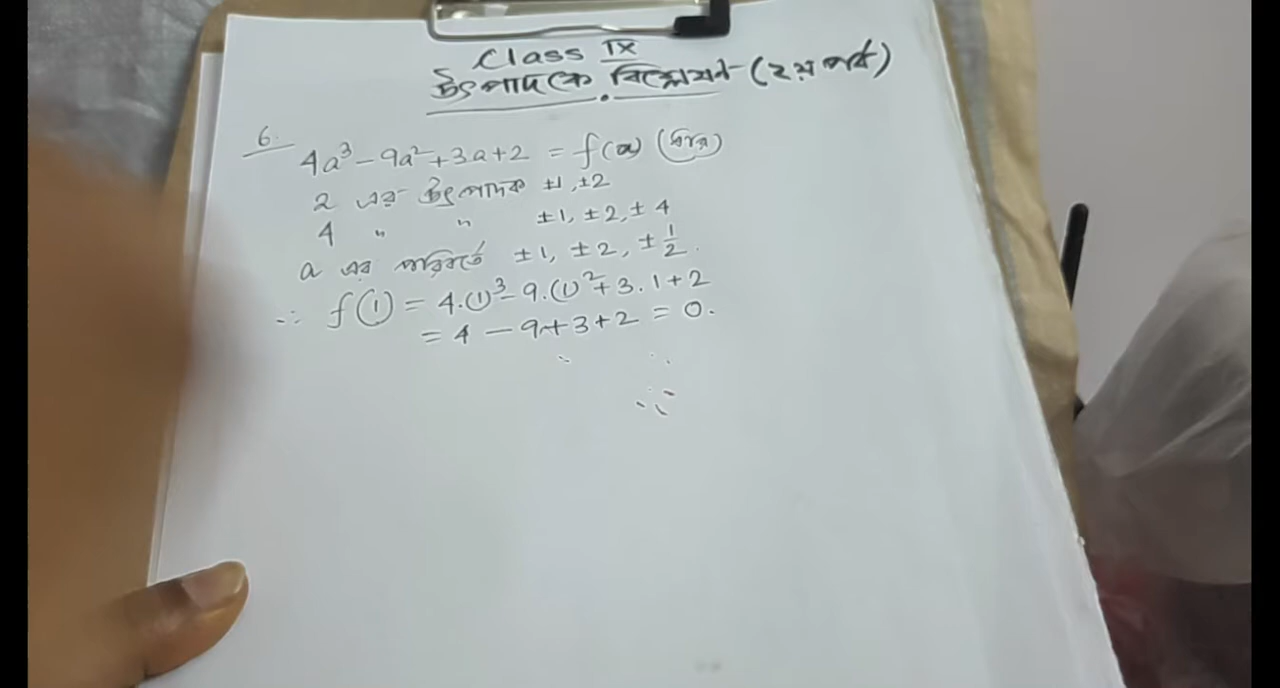 Class IX
উৎপাদকে বিশ্লেষণ-(২য় পর্ব)
6.
4a³ - 9a² + 3a + 2 = f(a) (ধরি)
2 এর উৎপাদক ±1, ±2
4 " " ±1, ±2, ± 4
a এর পরিবর্তে ±1, ±2, ± 1/2.
∴ f(1) = 4.(1)³ - 9.(1)² + 3.1 + 2
= 4 - 9 + 3 + 2 = 0.